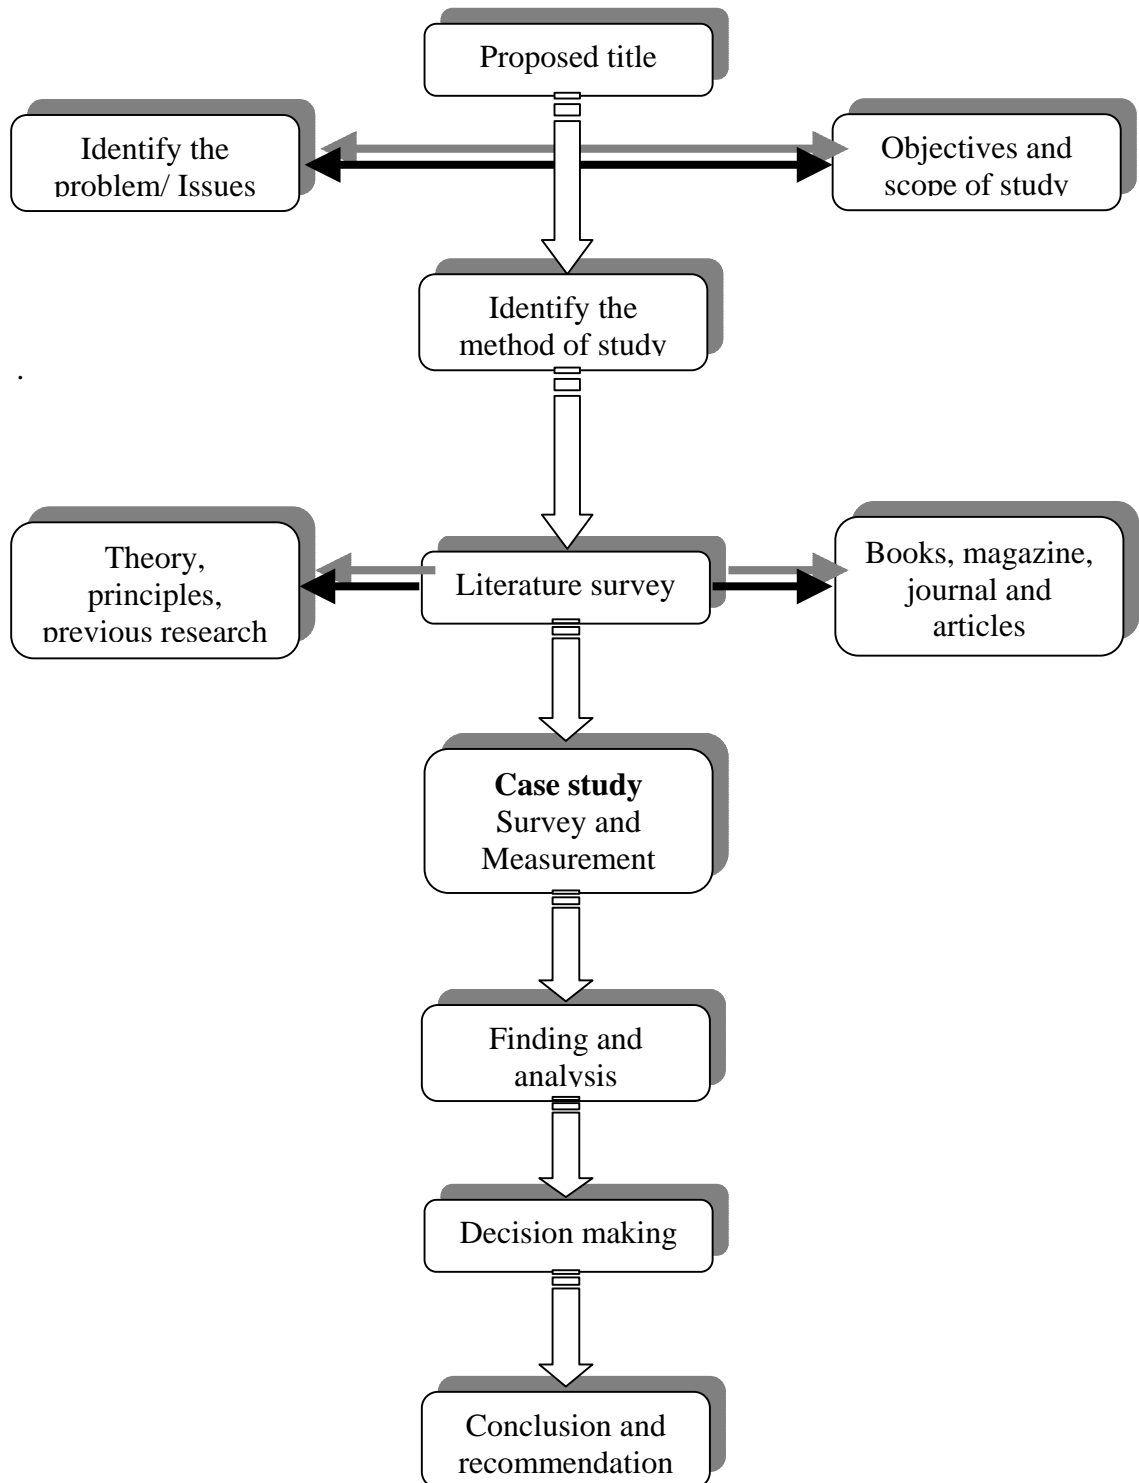 Proposed title
Identify the
problem/ Issues
Objectives and
scope of study
Identify the
method of study
.
Theory,
principles,
previous research
Literature survey
Books, magazine,
journal and
articles
Case study
Survey and
Measurement
Finding and
analysis
Decision making
Conclusion and
recommendation